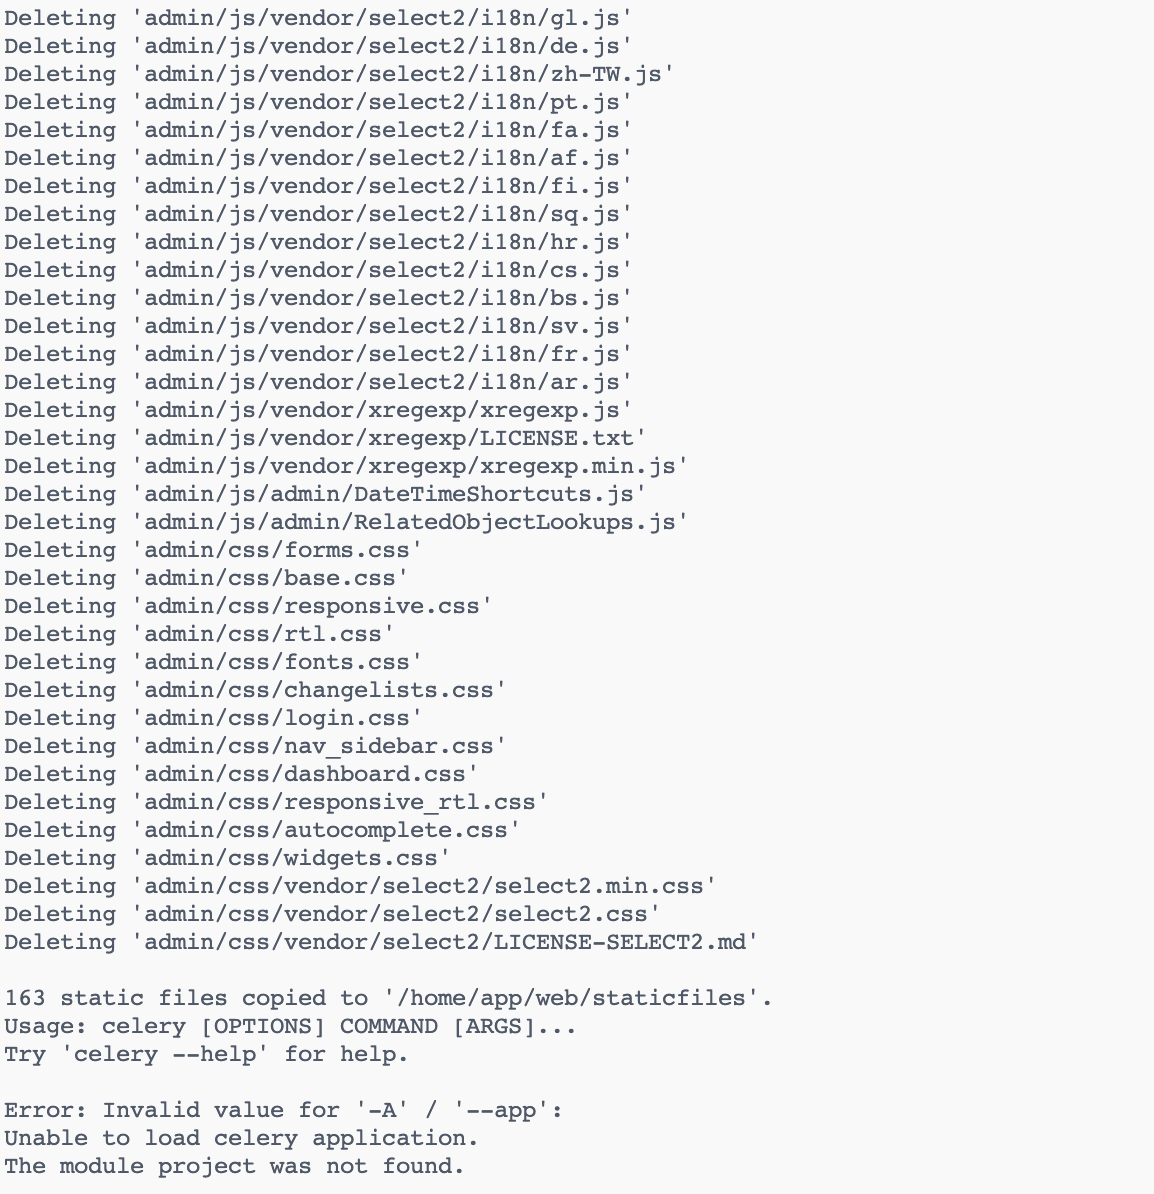 Deleting 'admin/js/vendor/select2/i18n/gl.js'
Deleting 'admin/js/vendor/select2/i18n/de.js'
Deleting 'admin/js/vendor/select2/i18n/zh-TW.js'
Deleting 'admin/js/vendor/select2/i18n/pt.js'
Deleting 'admin/js/vendor/select2/i18n/fa.js'
Deleting 'admin/js/vendor/select2/i18n/af.js'
Deleting 'admin/js/vendor/select2/i18n/fi.js'
Deleting 'admin/js/vendor/select2/i18n/sq.js'
Deleting 'admin/js/vendor/select2/i18n/hr.js'
Deleting 'admin/js/vendor/select2/i18n/cs.js'
Deleting 'admin/js/vendor/select2/i18n/bs.js'
Deleting 'admin/js/vendor/select2/i18n/sv.js'
Deleting 'admin/js/vendor/select2/i18n/fr.js'
Deleting 'admin/js/vendor/select2/i18n/ar.js'
Deleting 'admin/js/vendor/xregexp/xregexp.js'
Deleting 'admin/js/vendor/xregexp/LICENSE.txt'
Deleting 'admin/js/vendor/xregexp/xregexp.min.js'
Deleting 'admin/js/admin/DateTimeShortcuts.js'
Deleting 'admin/js/admin/RelatedObjectLookups.js'
Deleting 'admin/css/forms.css'
Deleting 'admin/css/base.css'
Deleting 'admin/css/responsive.css'
Deleting 'admin/css/rtl.css'
Deleting 'admin/css/fonts.css'
Deleting 'admin/css/changelists.css'
Deleting 'admin/css/login.css'
Deleting 'admin/css/nav_sidebar.css'
Deleting 'admin/css/dashboard.css'
Deleting 'admin/css/responsive_rtl.css'
Deleting 'admin/css/autocomplete.css'
Deleting 'admin/css/widgets.css'
Deleting 'admin/css/vendor/select2/select2.min.css'
Deleting 'admin/css/vendor/select2/select2.css'
Deleting 'admin/css/vendor/select2/LICENSE-SELECT2.md'

163 static files copied to '/home/app/web/staticfiles'.
Usage: celery [OPTIONS] COMMAND [ARGS]...
Try 'celery --help' for help.

Error: Invalid value for '-A' / '--app':
Unable to load celery application.
The module project was not found.